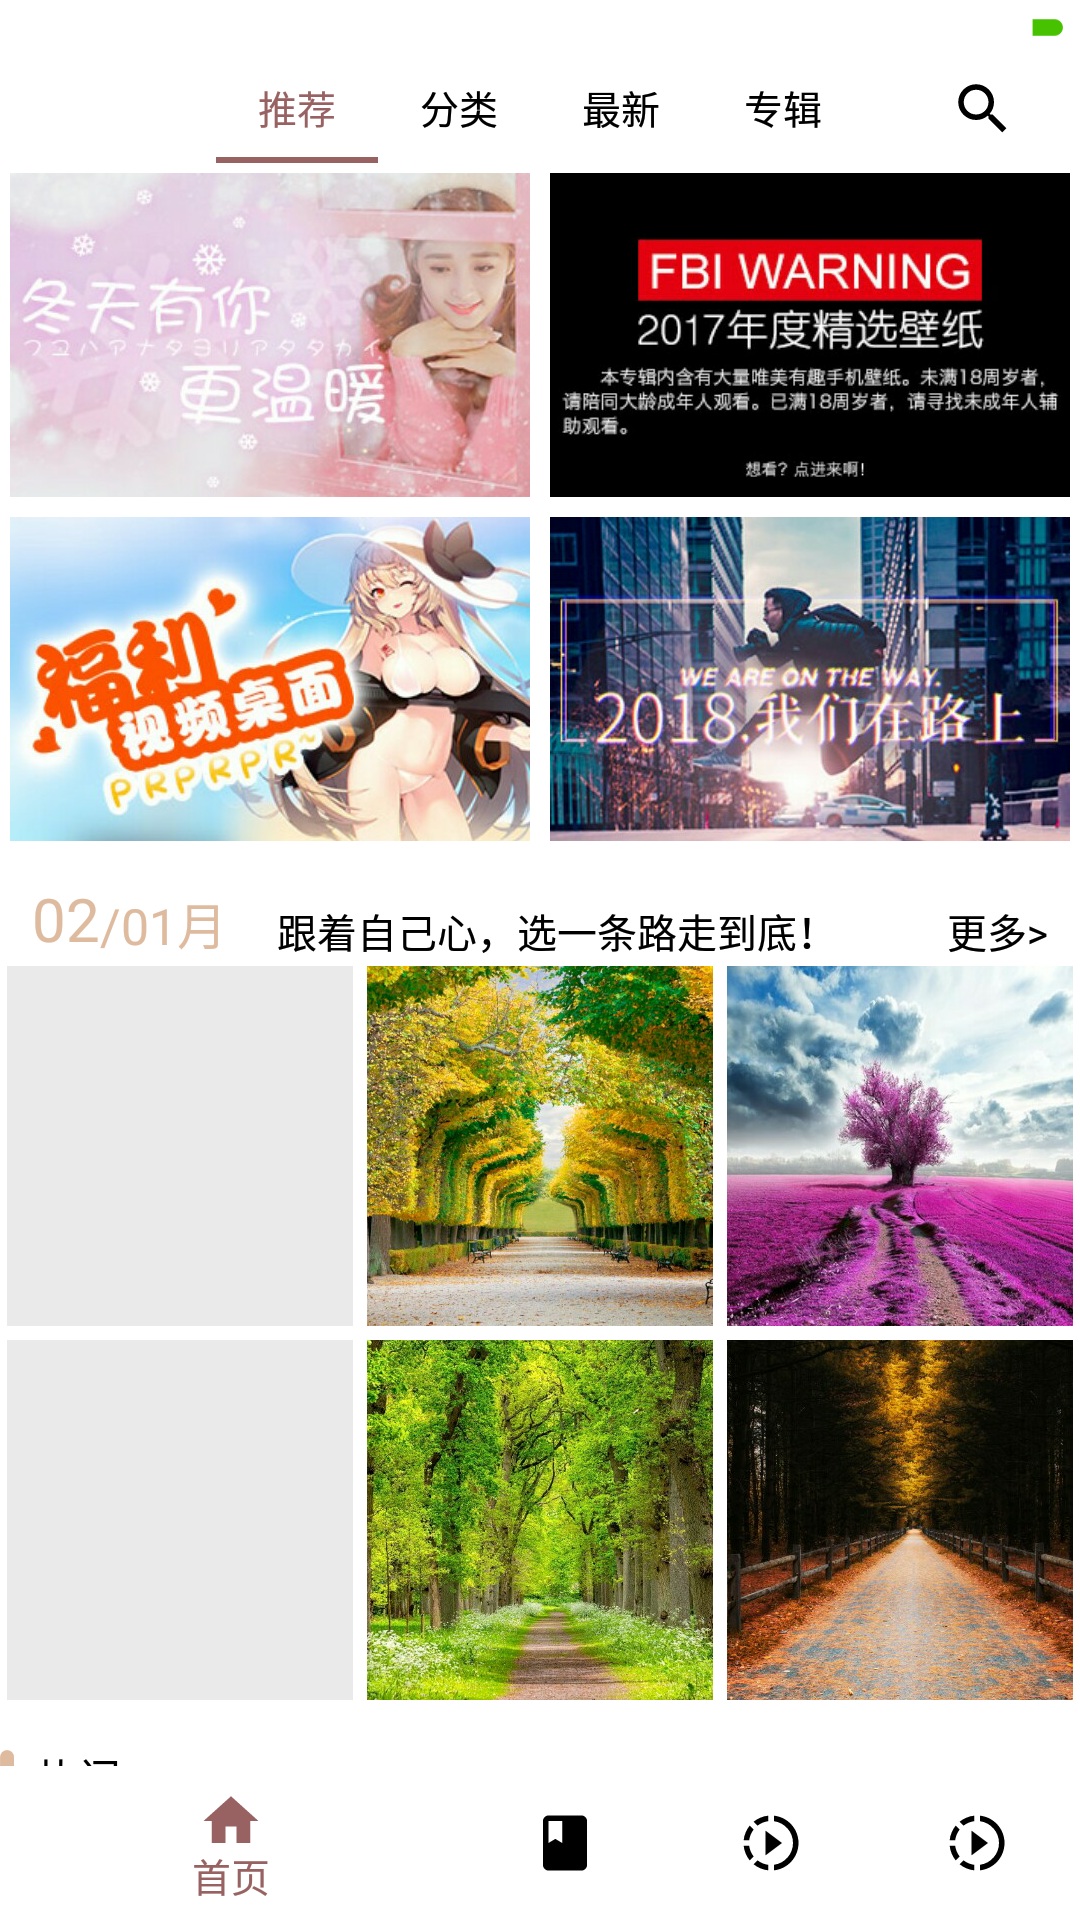 推荐 分类 最新 专辑
冬天有你
フユハアナタヨリアタタカイ
更温暖
FBI WARNING
2017年度精选壁纸
本专辑内含有大量唯美有趣手机壁纸。未满18周岁者，
请陪同大龄成年人观看。已满18周岁者，请寻找未成年人辅
助观看。
想看？点进来啊！
福利
视频桌面
PRPRPR~
WE ARE ON THE WAY.
2018.我们在路上
02/01月 跟着自己心，选一条路走到底！ 更多>
首页